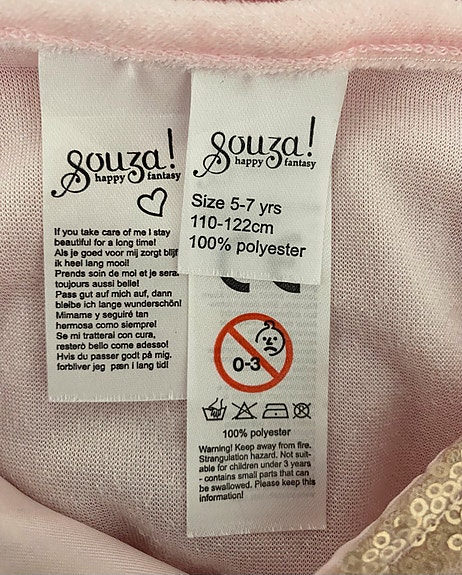 Souza!
happy fantasy
If you take care of me I stay
beautiful for a long time!
Als je goed voor mij zorgt blijf
ik heel lang mooi!
Prends soin de moi et je sera
toujours aussi belle!
Pass gut auf mich auf, dann
bleibe ich lange wunderschön!
Mimame y seguiré tan
hermosa como siempre!
Se mi tratterai con cura,
resterò bello come adesso!
Hvis du passer godt på mig.
forbliver jeg pæn i lang tid!
Souza!
happy fantasy
Size 5-7 yrs
110-122cm
100% polyester
0-3
100% polyester
Warning! Keep away from fire.
Strangulation hazard. Not suit-
able for children under 3 years
- contains small parts that can
be swallowed. Please keep this
information!